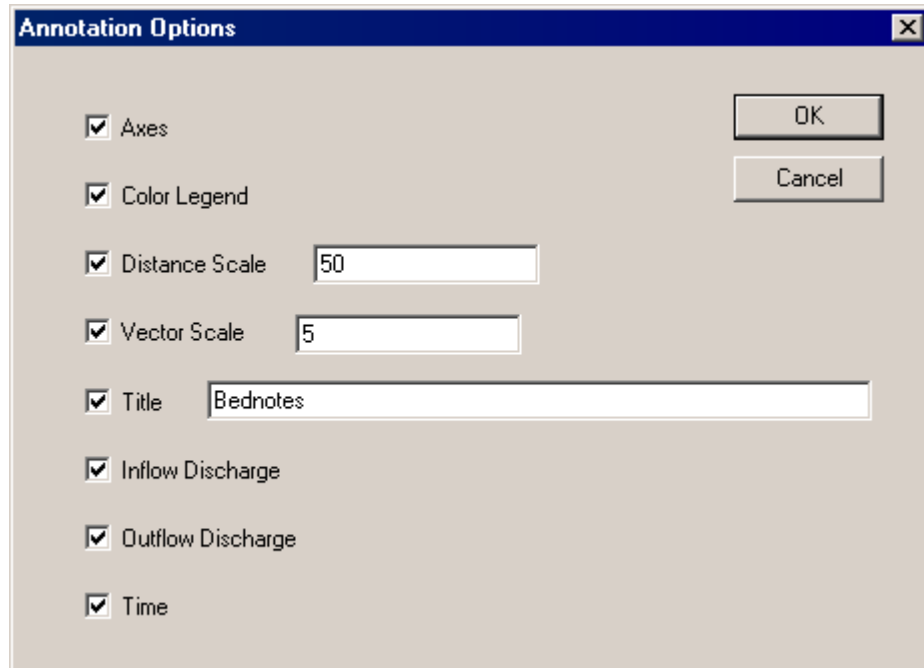 Annotation Options
Axes
OK
Color Legend
Cancel
Distance Scale 50
Vector Scale 5
Title Bednotes
Inflow Discharge
Outflow Discharge
Time